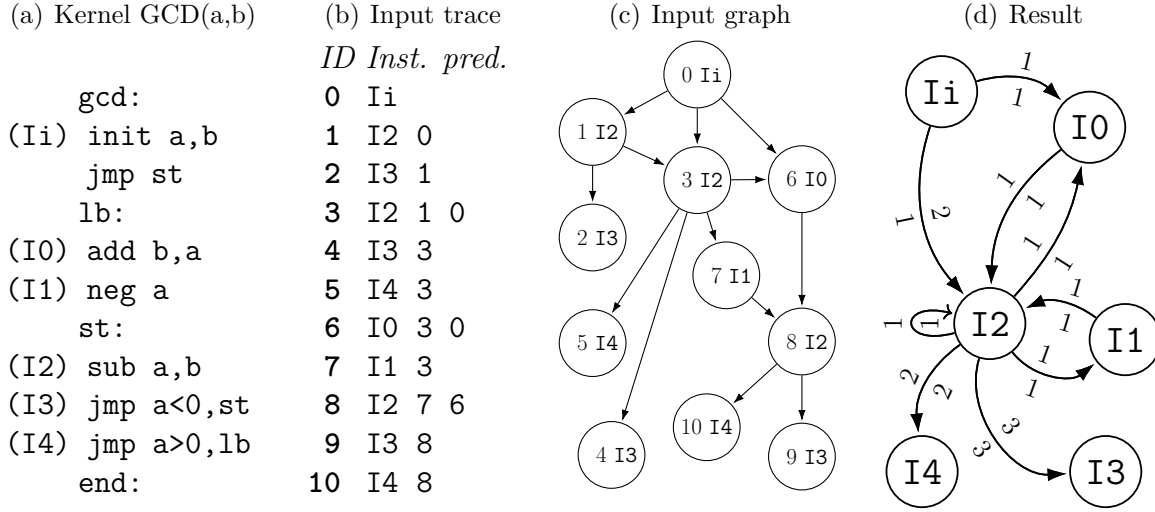 (a) Kernel GCD(a,b)
gcd:
(Ii) init a,b
jmp st
lb:
(I0) add b,a
(I1) neg a
st:
(I2) sub a,b
(I3) jmp a<0,st
(I4) jmp a>0,lb
end:
(b) Input trace
ID Inst. pred.
0 Ii
1 I2 0
2 I3 1
3 I2 1 0
4 I3 3
5 I4 3
6 I0 3 0
7 I1 3
8 I2 7 6
9 I3 8
10 I4 8
(c) Input graph
0 Ii
1 I2
3 I2
6 I0
2 I3
7 I1
5 I4
8 I2
10 I4
4 I3
9 I3
(d) Result
Ii
1
1
I0
1
2
1
1
1
1
I2
1
1
1
1
I1
1
1
2
2
3
3
I4
I3